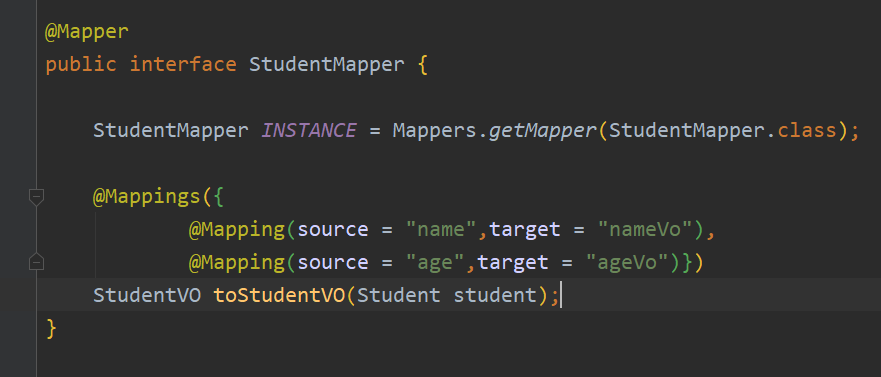 @Mapper
public interface StudentMapper {
StudentMapper INSTANCE = Mappers.getMapper(StudentMapper.class);
@Mappings({
@Mapping(source = "name",target = "nameVo"),
@Mapping(source = "age",target = "ageVo")})
StudentVO toStudentVO(Student student);
}